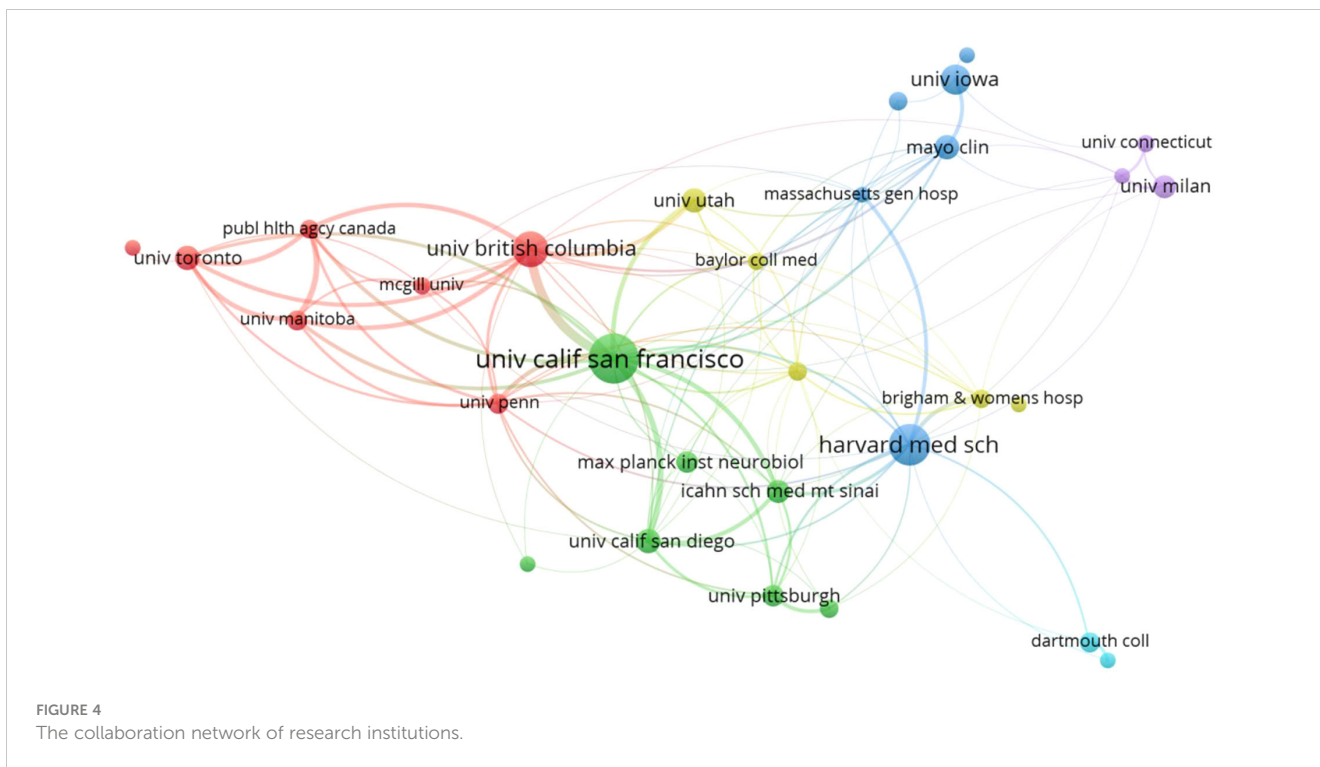 univ iowa
univ connecticut
mayo clin
univ milan
massachusetts gen hosp
univ utah
publ hlth agcy canada
univ british columbia
univ toronto
baylor coll med
mcgill univ
univ manitoba
univ calif san francisco
univ penn
brigham & womens hosp
harvard med sch
max planck inst neurobiol
icahn sch med mt sinai
univ calif san diego
univ pittsburgh
dartmouth coll
FIGURE 4
The collaboration network of research institutions.